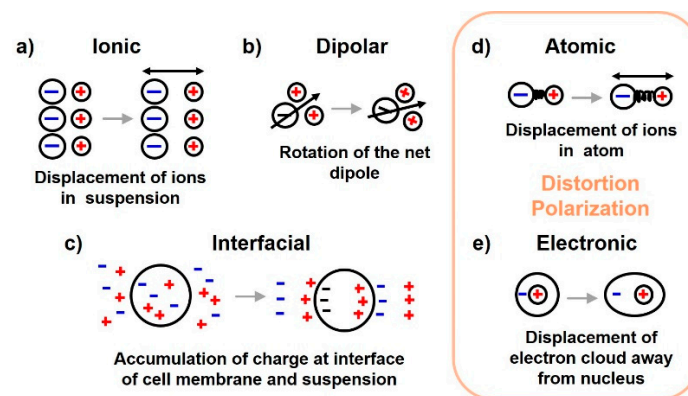 a) Ionic
Displacement of ions
in suspension
b) Dipolar
Rotation of the net
dipole
c) Interfacial
Accumulation of charge at interface
of cell membrane and suspension
d) Atomic
Displacement of ions
in atom
Distortion
Polarization
e) Electronic
Displacement of
electron cloud away
from nucleus